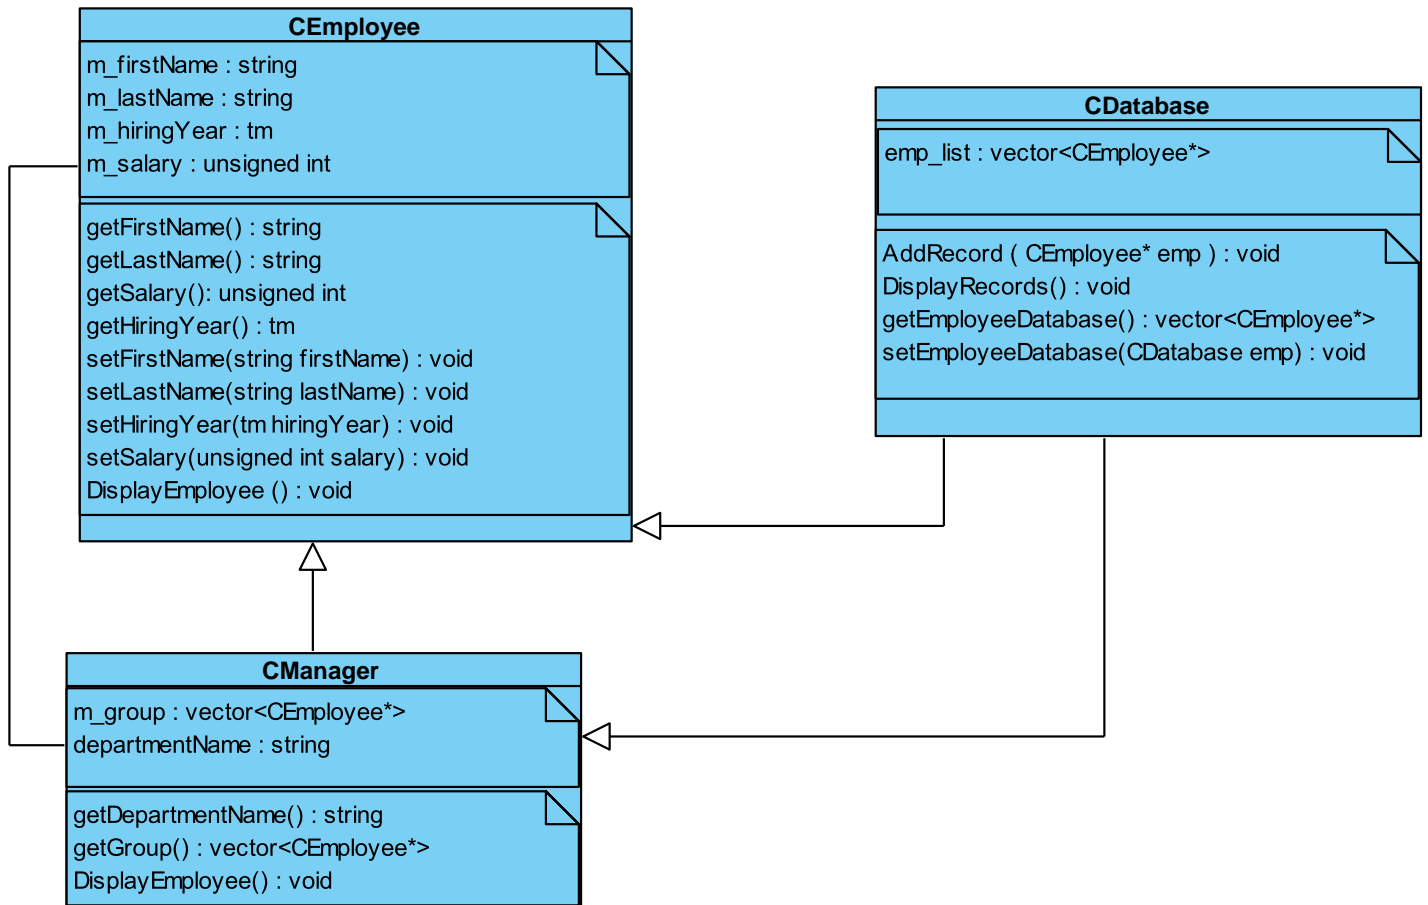 CEmployee
m_firstName : string
m_lastName : string
m_hiringYear : tm
m_salary : unsigned int
getFirstName() : string
getLastName() : string
getSalary(): unsigned int
getHiringYear() : tm
setFirstName(string firstName) : void
setLastName(string lastName) : void
setHiringYear(tm hiringYear) : void
setSalary(unsigned int salary) : void
DisplayEmployee () : void
CDatabase
emp_list : vector<CEmployee*>
AddRecord ( CEmployee* emp ) : void
DisplayRecords() : void
getEmployeeDatabase() : vector<CEmployee*>
setEmployeeDatabase(CDatabase emp) : void
CManager
m_group : vector<CEmployee*>
departmentName : string
getDepartmentName() : string
getGroup() : vector<CEmployee*>
DisplayEmployee() : void